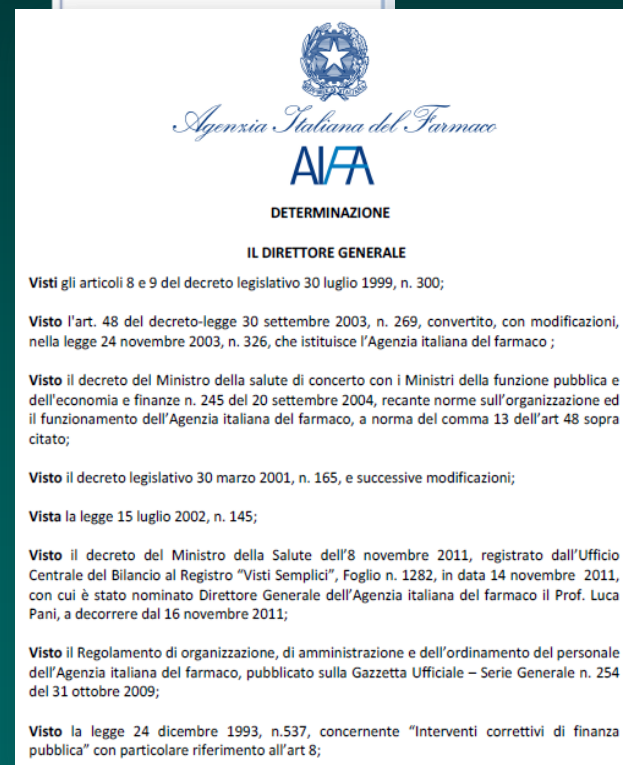 Agenzia Italiana del Farmaco
AIFA
DETERMINAZIONE
IL DIRETTORE GENERALE
Visti gli articoli 8 e 9 del decreto legislativo 30 luglio 1999, n. 300;
Visto l'art. 48 del decreto-legge 30 settembre 2003, n. 269, convertito, con modificazioni,
nella legge 24 novembre 2003, n. 326, che istituisce l'Agenzia italiana del farmaco ;
Visto il decreto del Ministro della salute di concerto con i Ministri della funzione pubblica e
dell'economia e finanze n. 245 del 20 settembre 2004, recante norme sull'organizzazione ed
il funzionamento dell'Agenzia italiana del farmaco, a norma del comma 13 dell'art 48 sopra
citato;
Visto il decreto legislativo 30 marzo 2001, n. 165, e successive modificazioni;
Vista la legge 15 luglio 2002, n. 145;
Visto il decreto del Ministro della Salute dell'8 novembre 2011, registrato dall'Ufficio
Centrale del Bilancio al Registro "Visti Semplici", Foglio n. 1282, in data 14 novembre 2011,
con cui è stato nominato Direttore Generale dell'Agenzia italiana del farmaco il Prof. Luca
Pani, a decorrere dal 16 novembre 2011;
Visto il Regolamento di organizzazione, di amministrazione e dell'ordinamento del personale
dell'Agenzia italiana del farmaco, pubblicato sulla Gazzetta Ufficiale – Serie Generale n. 254
del 31 ottobre 2009;
Visto la legge 24 dicembre 1993, n.537, concernente "Interventi correttivi di finanza
pubblica" con particolare riferimento all'art 8;